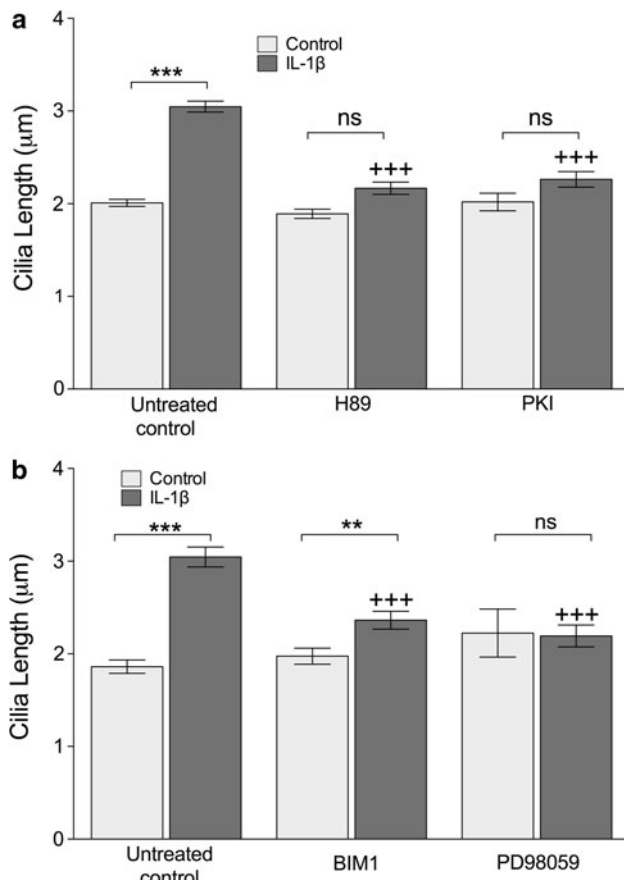 a
Control
IL-1β
Cilia Length (μm)
4
3
2
1
0
***
ns
ns
+++
+++
Untreated
control
H89
PKI
b
Control
IL-1β
Cilia Length (μm)
4
3
2
1
0
***
**
ns
+++
+++
Untreated
control
BIM1
PD98059